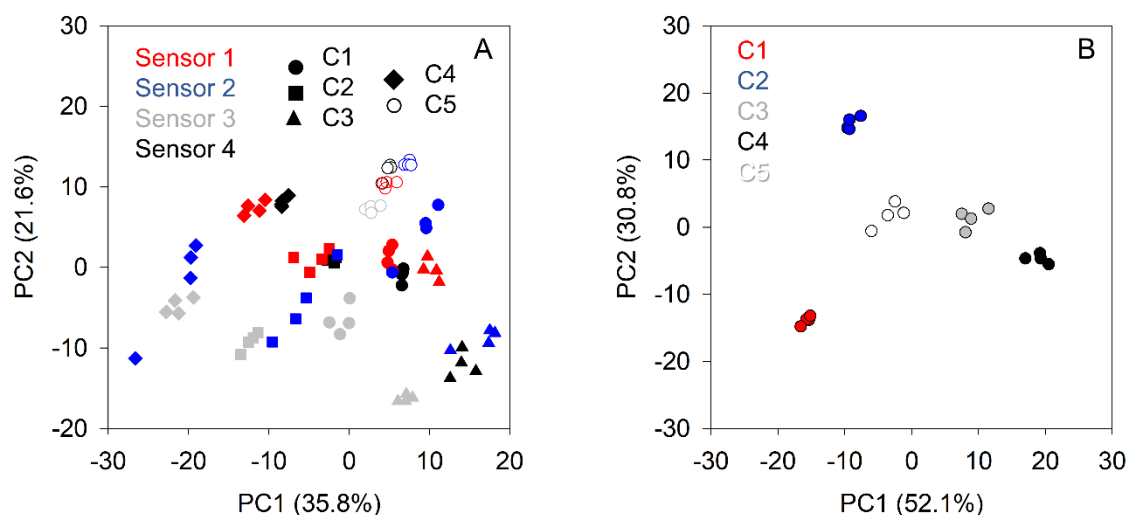 A
Sensor 1
Sensor 2
Sensor 3
Sensor 4
C1
C2
C3
C4
C5
30
20
10
0
-10
-20
-30
-20
-10
0
10
20
PC2 (21.6%)
PC1 (35.8%)
B
C1
C2
C3
C4
C5
30
20
10
0
-10
-20
-30
-30
-20
-10
0
10
20
30
PC2 (30.8%)
PC1 (52.1%)